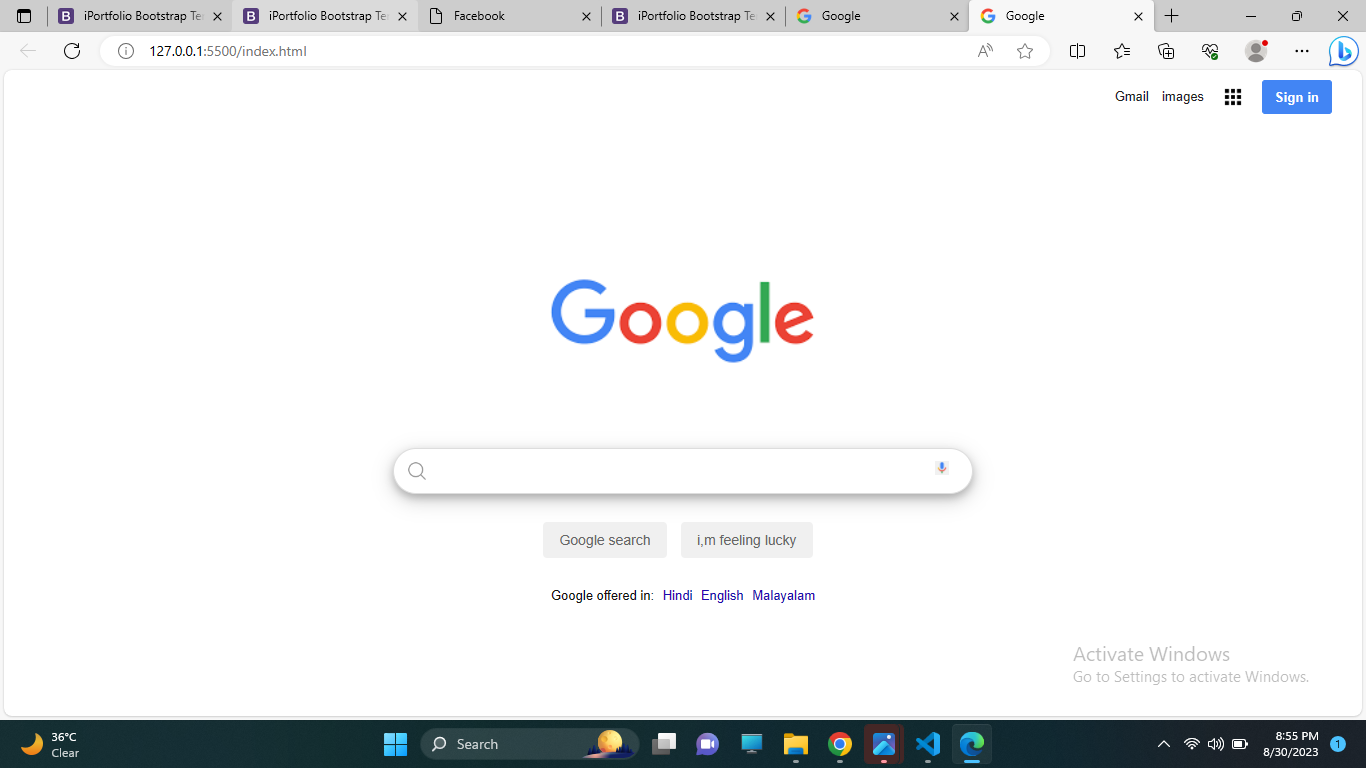 iPortfolio Bootstrap Te
iPortfolio Bootstrap Te
Facebook
iPortfolio Bootstrap Te
Google
Google
127.0.0.1:5500/index.html
Gmail images Sign in
Google
Google search i,m feeling lucky
Google offered in: Hindi English Malayalam
Activate Windows
Go to Settings to activate Windows.
36°C
Clear
Search
8:55 PM
8/30/2023
1